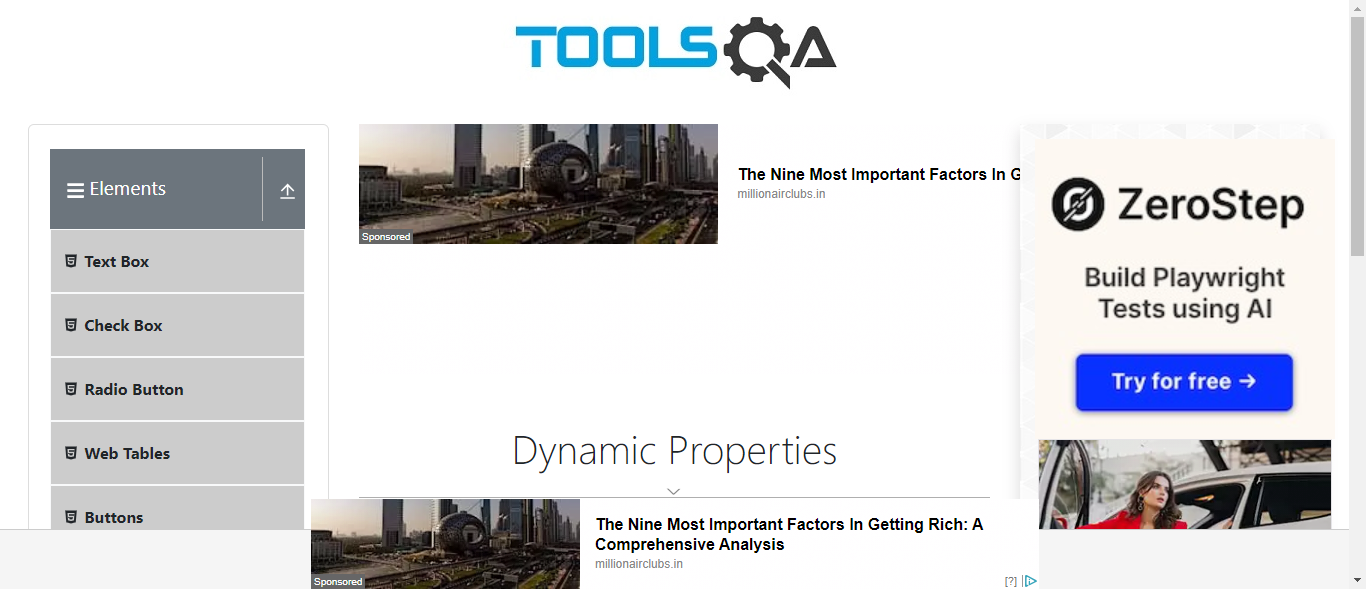 TOOLSQA
Elements
Text Box
Check Box
Radio Button
Web Tables
Buttons
Sponsored
The Nine Most Important Factors In G
millionairclubs.in
ZeroStep
Build Playwright
Tests using AI
Try for free →
Dynamic Properties
Sponsored
The Nine Most Important Factors In Getting Rich: A
Comprehensive Analysis
millionairclubs.in
[?]